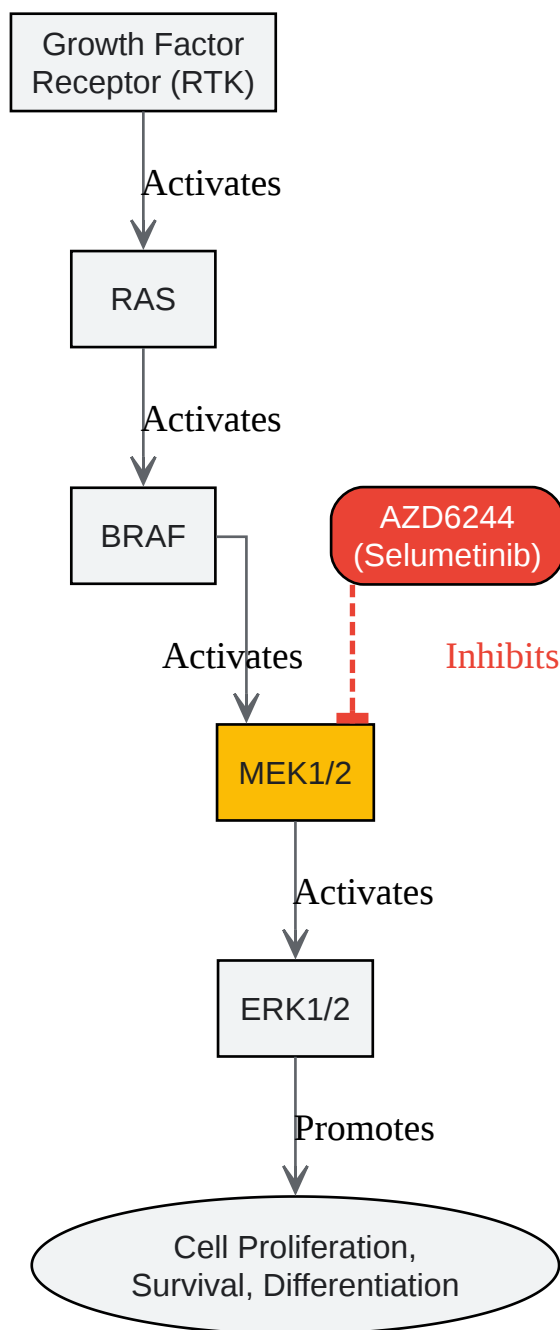 Growth Factor
Receptor (RTK)
Activates
RAS
Activates
BRAF
AZD6244
(Selumetinib)
Activates
Inhibits
MEK1/2
Activates
ERK1/2
Promotes
Cell Proliferation,
Survival, Differentiation